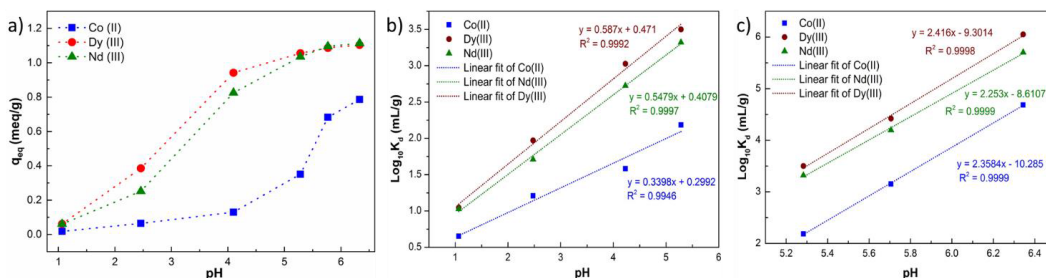 a)
Co (II)
Dy (III)
Nd (III)
q_eq (meq/g)
1.2
1.0
0.8
0.6
0.4
0.2
0.0
1 2 3 4 5 6
pH
b)
Co(II)
Dy(III)
Nd(III)
Linear fit of Co(II)
Linear fit of Nd(III)
Linear fit of Dy(III)
y = 0.587x + 0.471
R² = 0.9992
y = 0.5479x + 0.4079
R² = 0.9997
y = 0.3398x + 0.2992
R² = 0.9946
Log₁₀K_d (mL/g)
3.5
3.0
2.5
2.0
1.5
1.0
0.5
0 1 2 3 4 5
pH
c)
Co(II)
Dy(III)
Nd(III)
Linear fit of Co(II)
Linear fit of Nd(III)
Linear fit of Dy(III)
y = 2.416x - 9.3014
R² = 0.9998
y = 2.253x - 8.6107
R² = 0.9999
y = 2.3584x - 10.285
R² = 0.9999
Log₁₀K_d (mL/g)
6
5
4
3
2
5.2 5.4 5.6 5.8 6.0 6.2 6.4
pH